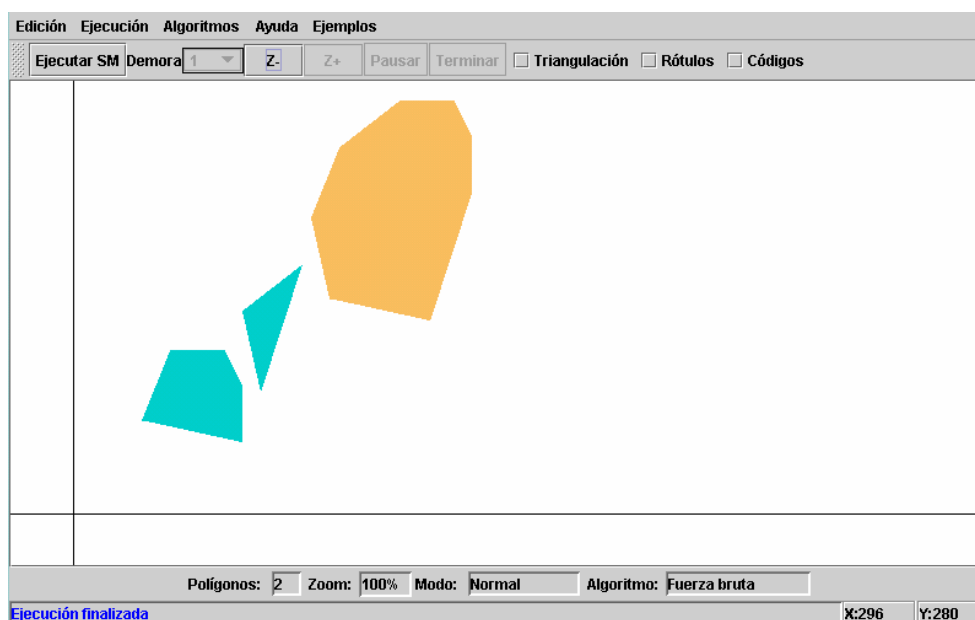 Edición Ejecución Algoritmos Ayuda Ejemplos
Ejecutar SM Demora 1 Z- Z+ Pausar Terminar Triangulación Rótulos Códigos
Polígonos: 2 Zoom: 100% Modo: Normal Algoritmo: Fuerza bruta
Ejecución finalizada X:296 Y:280